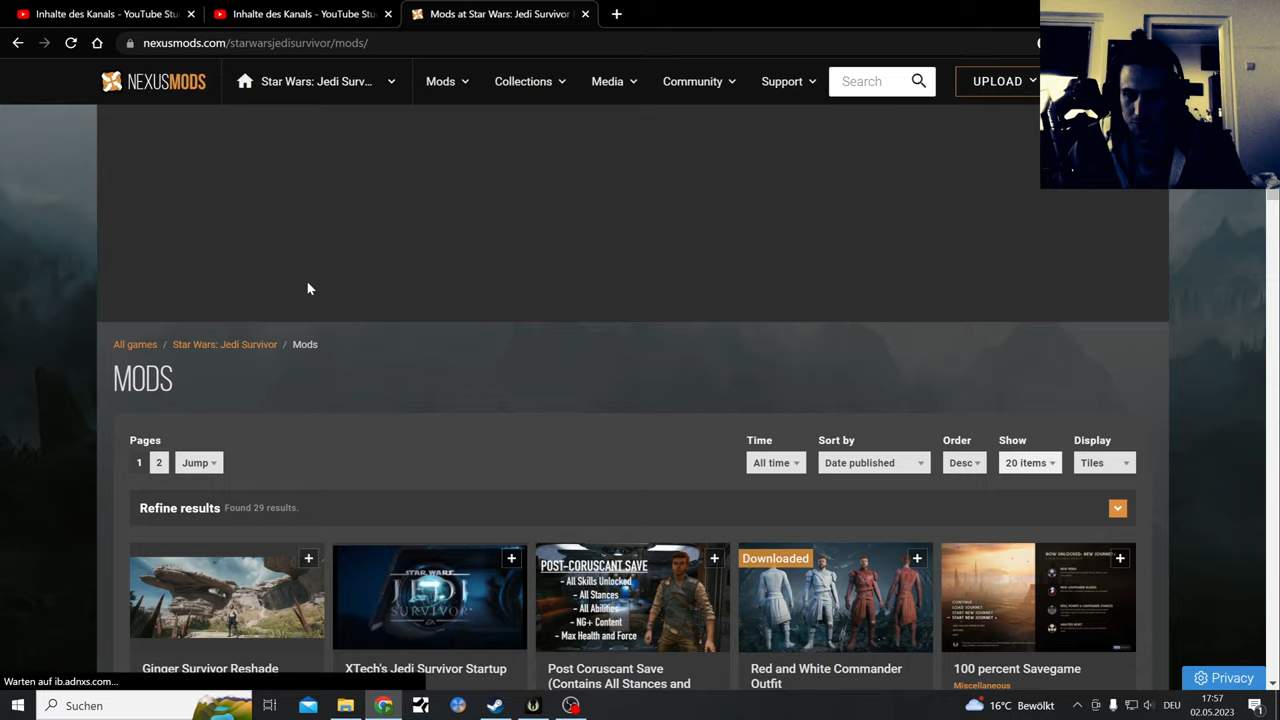 Inhalte des Kanals - YouTube Stu
Inhalte des Kanals - YouTube Stu
Mods at Star Wars: Jedi Survivor
nexusmods.com/starwarsjedisurvivor/mods/
NEXUSMODS
Star Wars: Jedi Surv...
Mods
Collections
Media
Community
Support
Search
UPLOAD
All games / Star Wars: Jedi Survivor / Mods
MODS
Pages
1
2
Jump
Time
All time
Sort by
Date published
Order
Desc
Show
20 items
Display
Tiles
Refine results Found 29 results.
STAR WARS
SURVIVOR
POST-CORUSCANT SAVE
- All Skills Unlocked
- All Stances
- All Abilities
- NG+ Content
- Max Health and Force
Downloaded
Ginger Survivor Reshade
Jedi Survivor Startup
Post Coruscant Save
(Contains All Stances and
Red and White Commander
Outfit
100 percent Savegame
Miscellaneous
Privacy
Warten auf ib.adnxs.com...
Suchen
16°C Bewölkt
DEU
17:57
02.05.2023